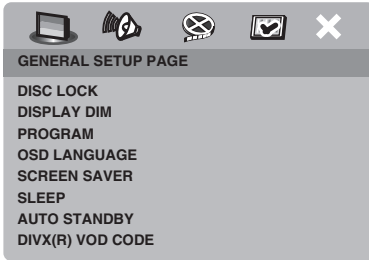 GENERAL SETUP PAGE
DISC LOCK
DISPLAY DIM
PROGRAM
OSD LANGUAGE
SCREEN SAVER
SLEEP
AUTO STANDBY
DIVX(R) VOD CODE